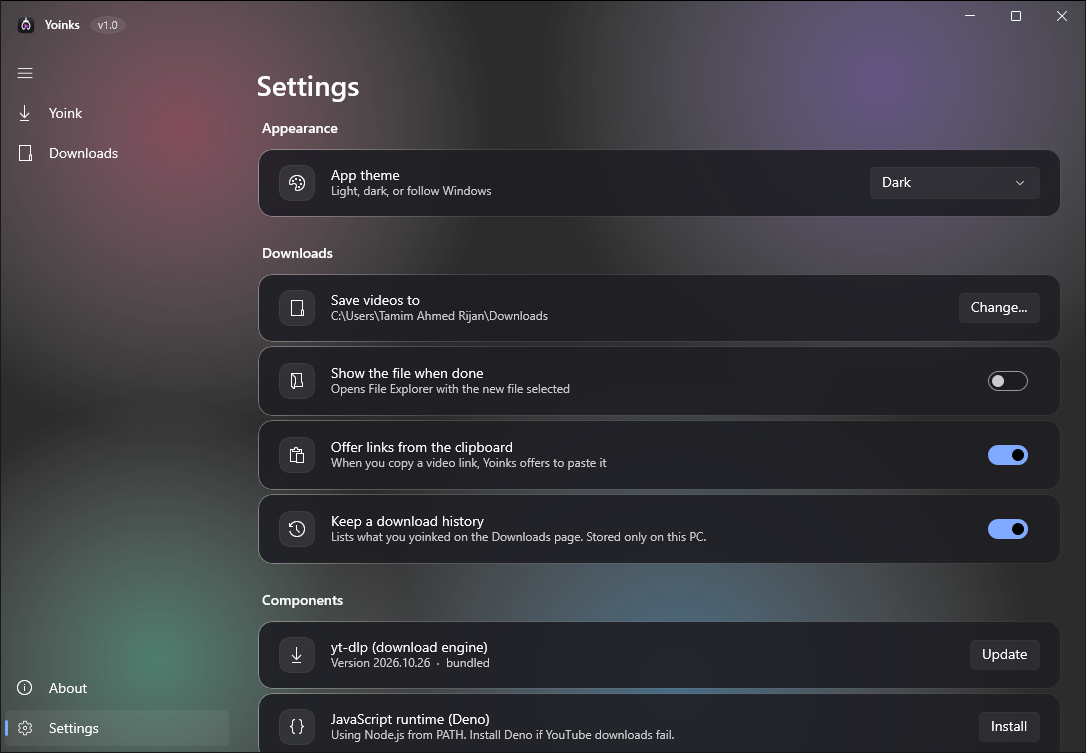 Yoinks v1.0
Yoink
Downloads
About
Settings
Settings
Appearance
App theme
Light, dark, or follow Windows
Dark
Downloads
Save videos to
C:\Users\Tamim Ahmed Rijan\Downloads
Change...
Show the file when done
Opens File Explorer with the new file selected
Offer links from the clipboard
When you copy a video link, Yoinks offers to paste it
Keep a download history
Lists what you yoinked on the Downloads page. Stored only on this PC.
Components
yt-dlp (download engine)
Version 2026.10.26 · bundled
Update
JavaScript runtime (Deno)
Using Node.js from PATH. Install Deno if YouTube downloads fail.
Install